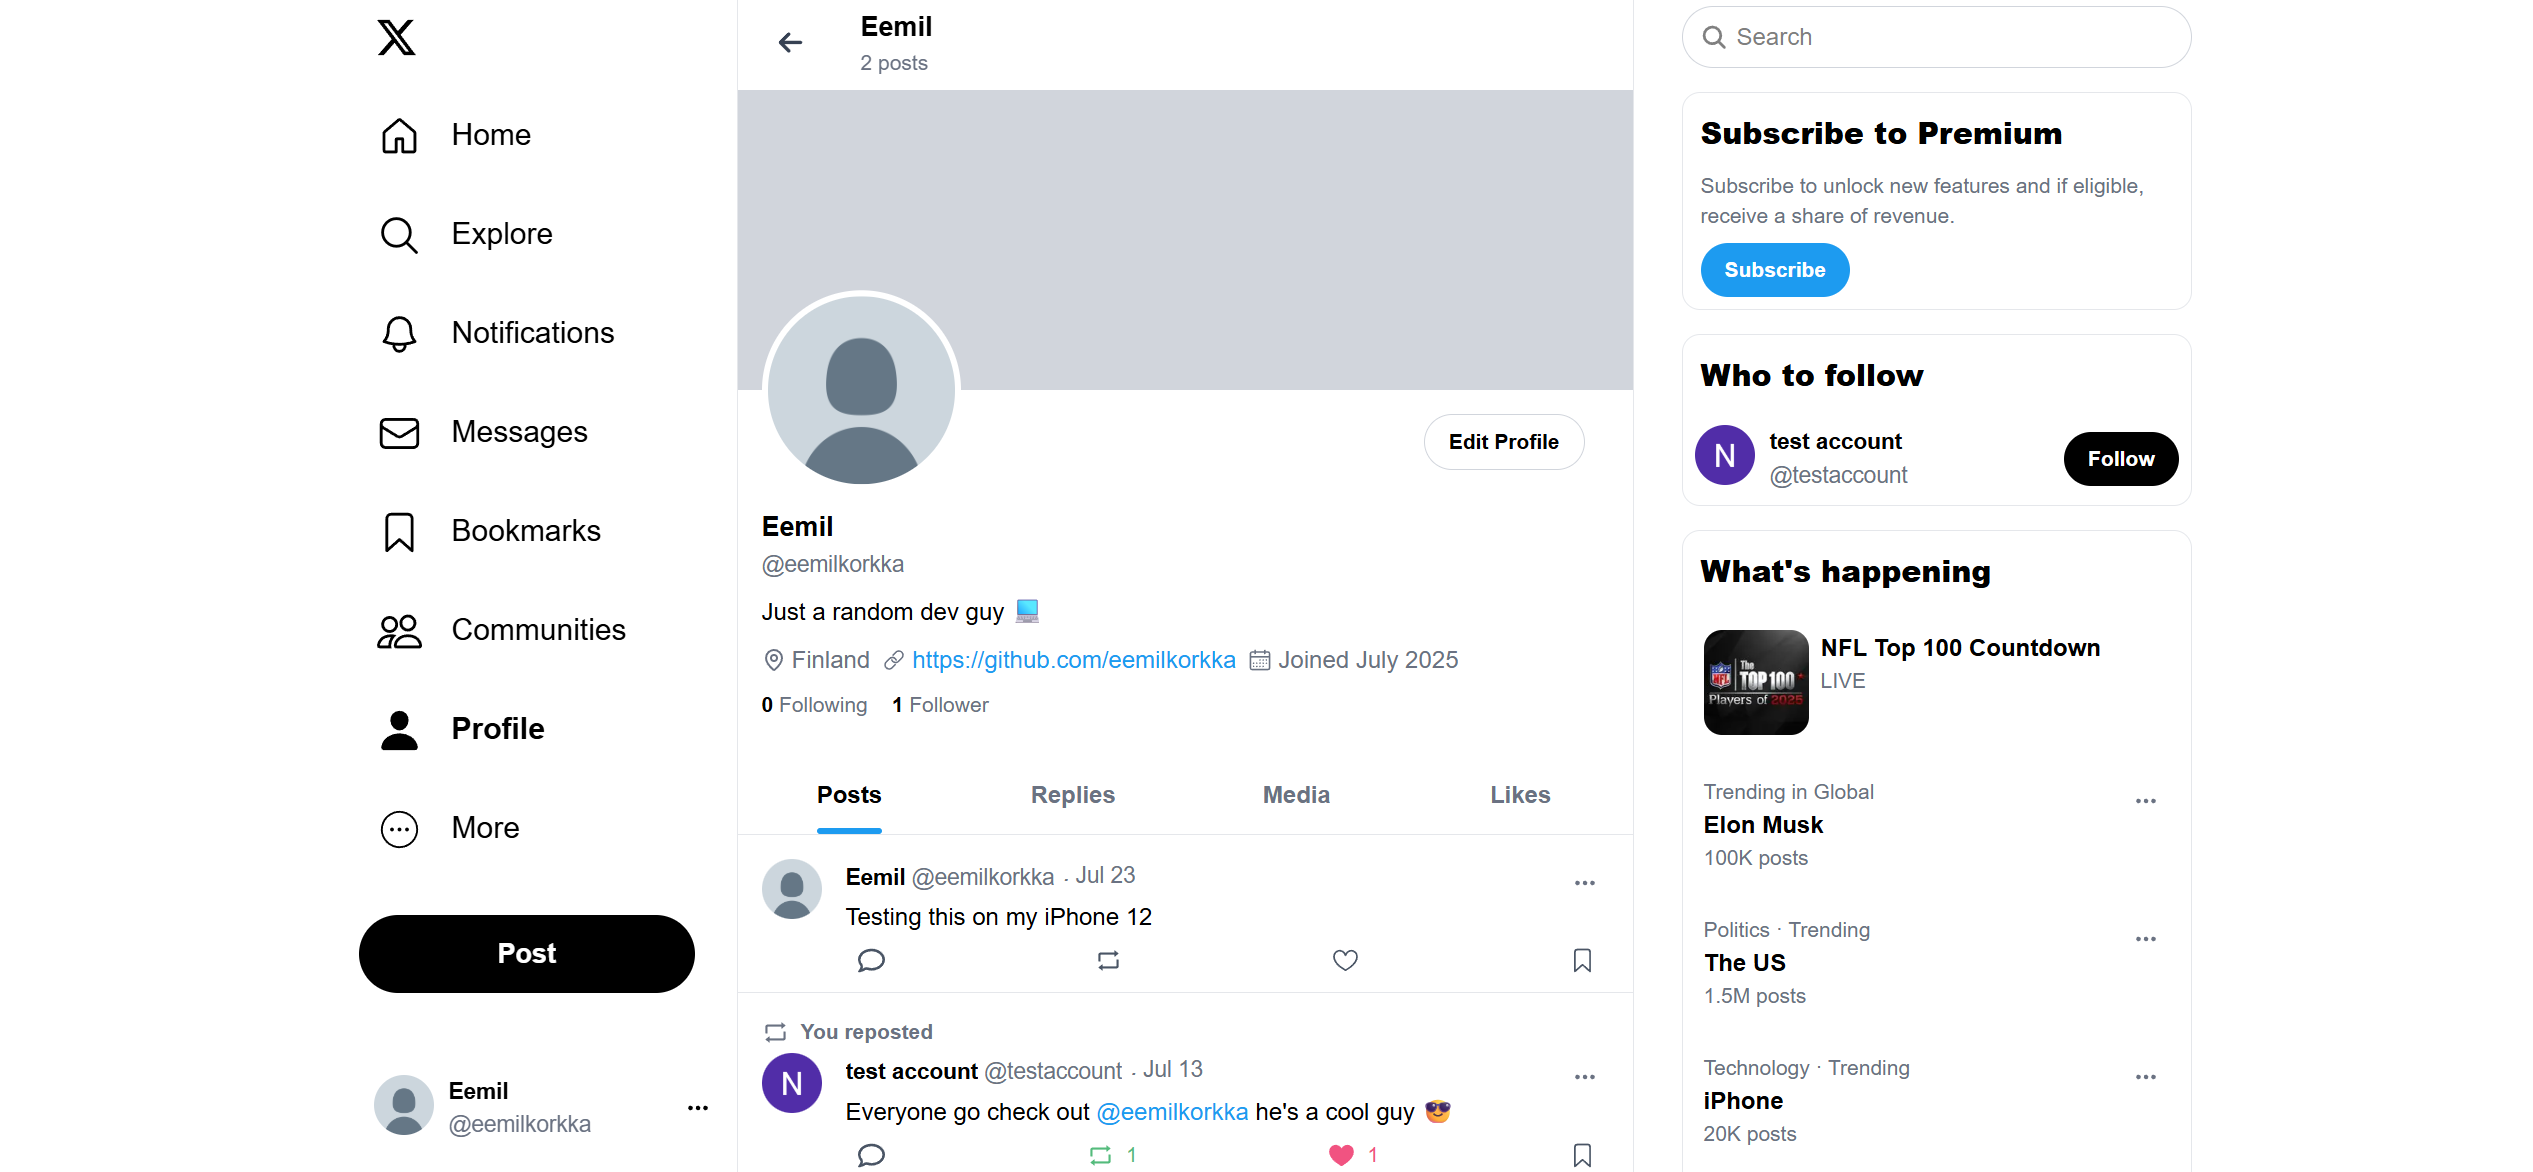 Home
Explore
Notifications
Messages
Bookmarks
Communities
Profile
More
Post
Eemil
@eemilkorkka
Eemil
2 posts
Edit Profile
Eemil
@eemilkorkka
Just a random dev guy 💻
Finland https://github.com/eemilkorkka Joined July 2025
0 Following 1 Follower
Posts Replies Media Likes
Eemil @eemilkorkka . Jul 23
Testing this on my iPhone 12
You reposted
N
test account @testaccount . Jul 13
Everyone go check out @eemilkorkka he's a cool guy 😎
1 1
Search
Subscribe to Premium
Subscribe to unlock new features and if eligible,
receive a share of revenue.
Subscribe
Who to follow
N
test account
@testaccount
Follow
What's happening
NFL
The
TOP100
Players of 2025
NFL Top 100 Countdown
LIVE
Trending in Global
Elon Musk
100K posts
Politics · Trending
The US
1.5M posts
Technology · Trending
iPhone
20K posts